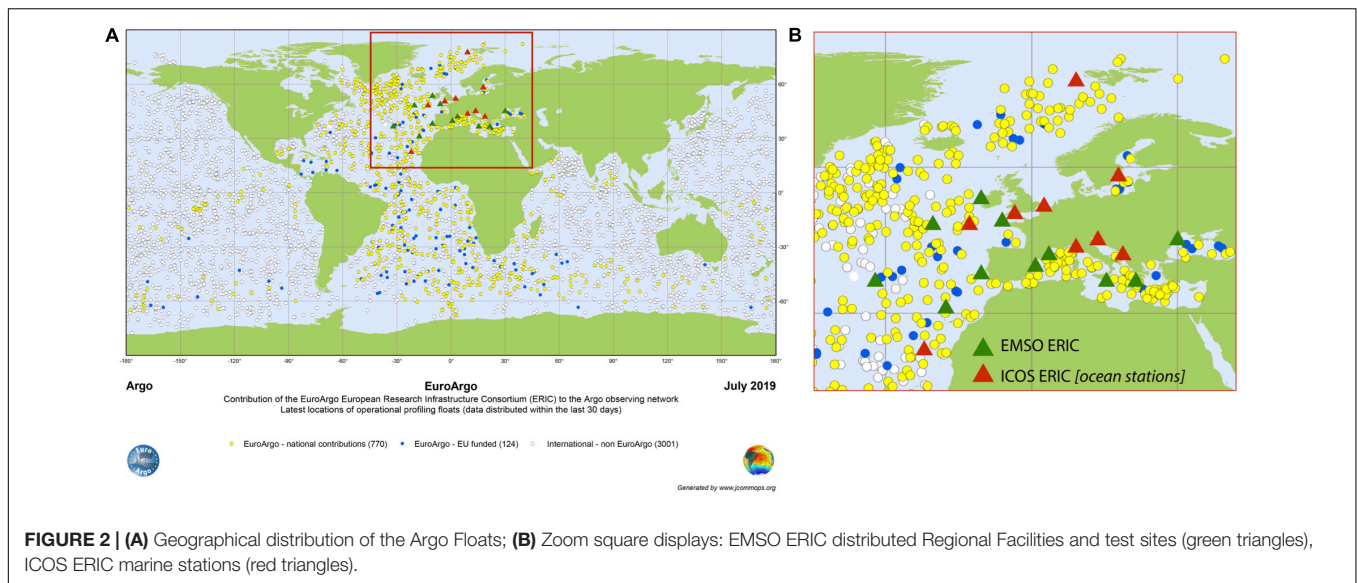 A
B
60°
30°
0°
-30°
-60°
-180° -150° -120° -90° -60° -30° 0° 30° 60° 90° 120° 150° 180°
EMSO ERIC
ICOS ERIC [ocean stations]
Argo EuroArgo July 2019
Contribution of the EuroArgo European Research Infrastructure Consortium (ERIC) to the Argo observing network
Latest locations of operational profiling floats (data distributed within the last 30 days)
EuroArgo - national contributions (770) EuroArgo - EU funded (124) International - non EuroArgo (3001)
Euro
Argo
Generated by www.jcommops.org
FIGURE 2 | (A) Geographical distribution of the Argo Floats; (B) Zoom square displays: EMSO ERIC distributed Regional Facilities and test sites (green triangles),
ICOS ERIC marine stations (red triangles).